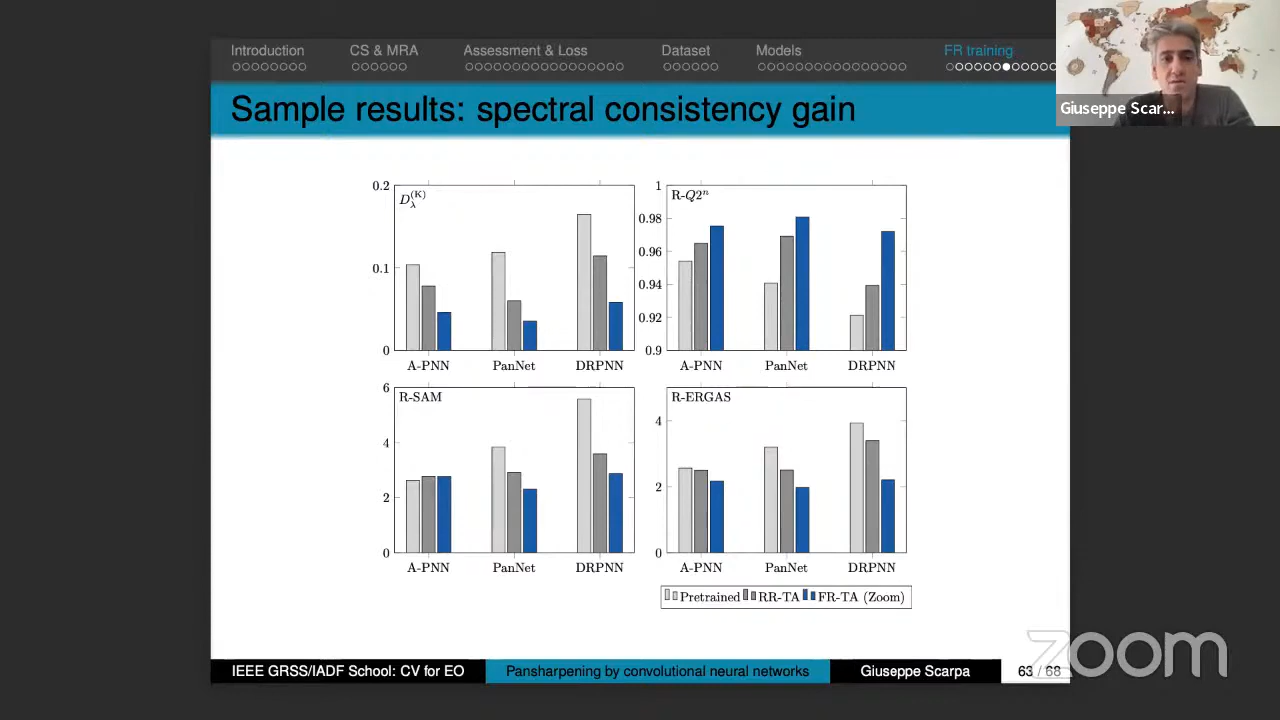 Introduction CS & MRA Assessment & Loss Dataset Models FR training
Giuseppe Scar...
Sample results: spectral consistency gain
0.2
D_λ^(K)
0.1
0
A-PNN PanNet DRPNN
1
R-Q2ⁿ
0.98
0.96
0.94
0.92
0.9
A-PNN PanNet DRPNN
6
R-SAM
4
2
0
A-PNN PanNet DRPNN
R-ERGAS
4
2
0
A-PNN PanNet DRPNN
Pretrained RR-TA FR-TA (Zoom)
IEEE GRSS/IADF School: CV for EO Pansharpening by convolutional neural networks Giuseppe Scarpa 63 / 68
zoom